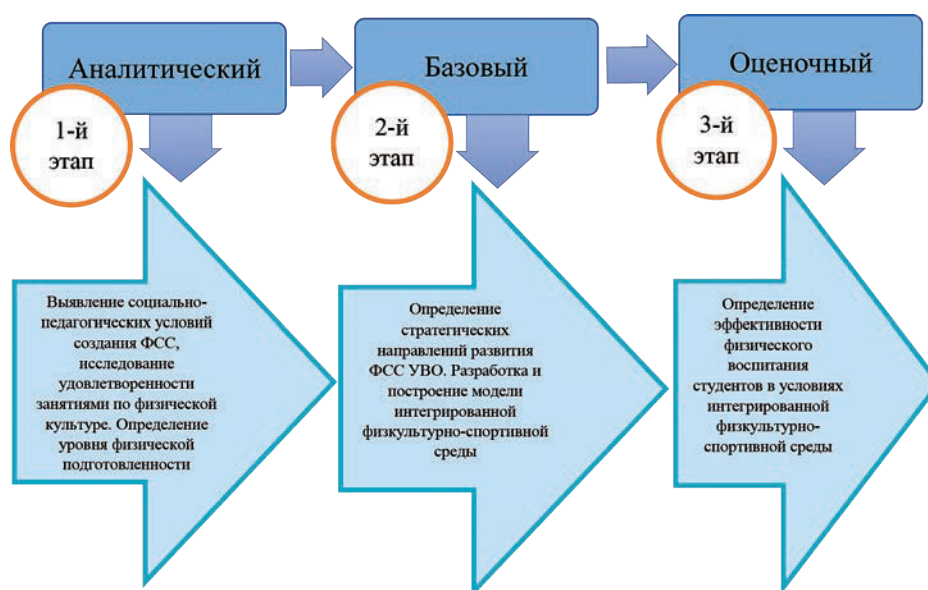 Аналитический
1-й
этап
Выявление социально-
педагогических условий
создания ФСС,
исследование
удовлетворенности
занятиями по физической
культуре. Определение
уровня физической
подготовленности
Базовый
2-й
этап
Определение
стратегических
направлений развития
ФСС УВО. Разработка и
построение модели
интегрированной
физкультурно-спортивной
среды
Оценочный
3-й
этап
Определение
эффективности
физического
воспитания
студентов в условиях
интегрированной
физкультурно-
спортивной среды